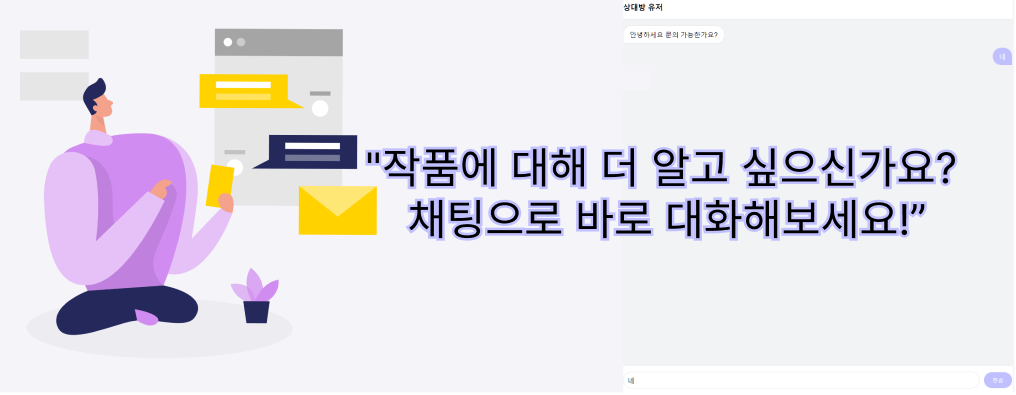 상대방 유저
안녕하세요 문의 가능한가요?
네
"작품에 대해 더 알고 싶으신가요?
채팅으로 바로 대화해보세요!”
네
전송